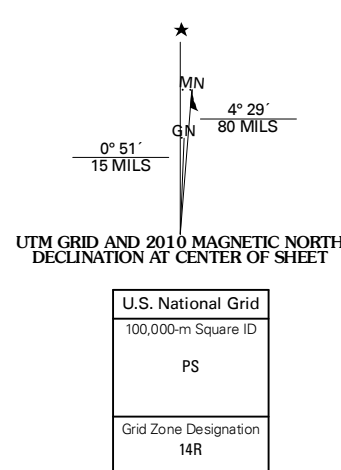 MN
4° 29´
80 MILS
GN
0° 51´
15 MILS
UTM GRID AND 2010 MAGNETIC NORTH
DECLINATION AT CENTER OF SHEET
U.S. National Grid
100,000-m Square ID
PS
Grid Zone Designation
14R